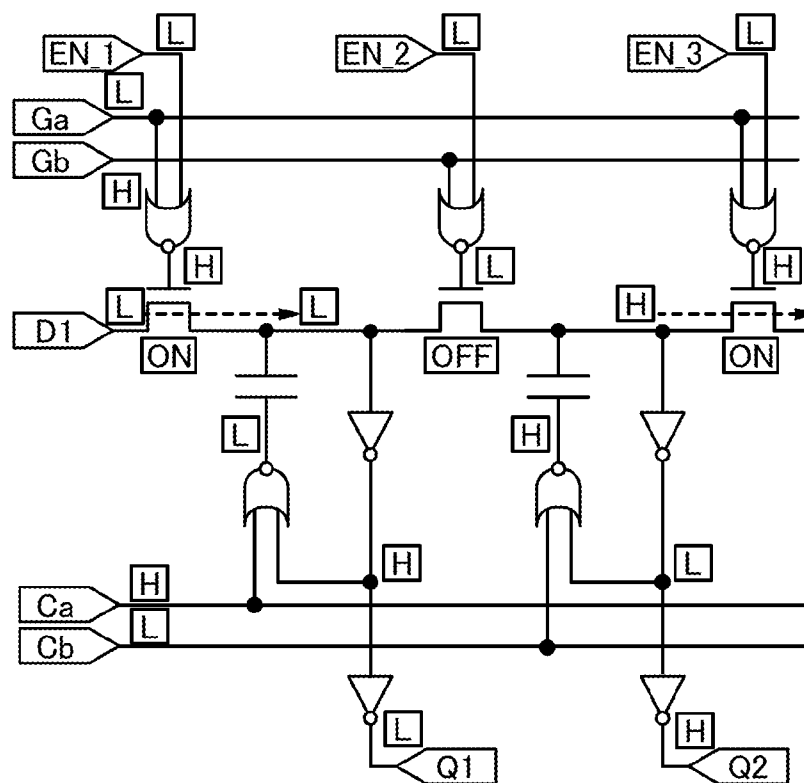 L L L
EN_1 EN_2 EN_3
L
Ga
Gb
H
H L H
L L H
D1
ON OFF ON
L H
H L
H
Ca
L
Cb
L H
Q1 Q2